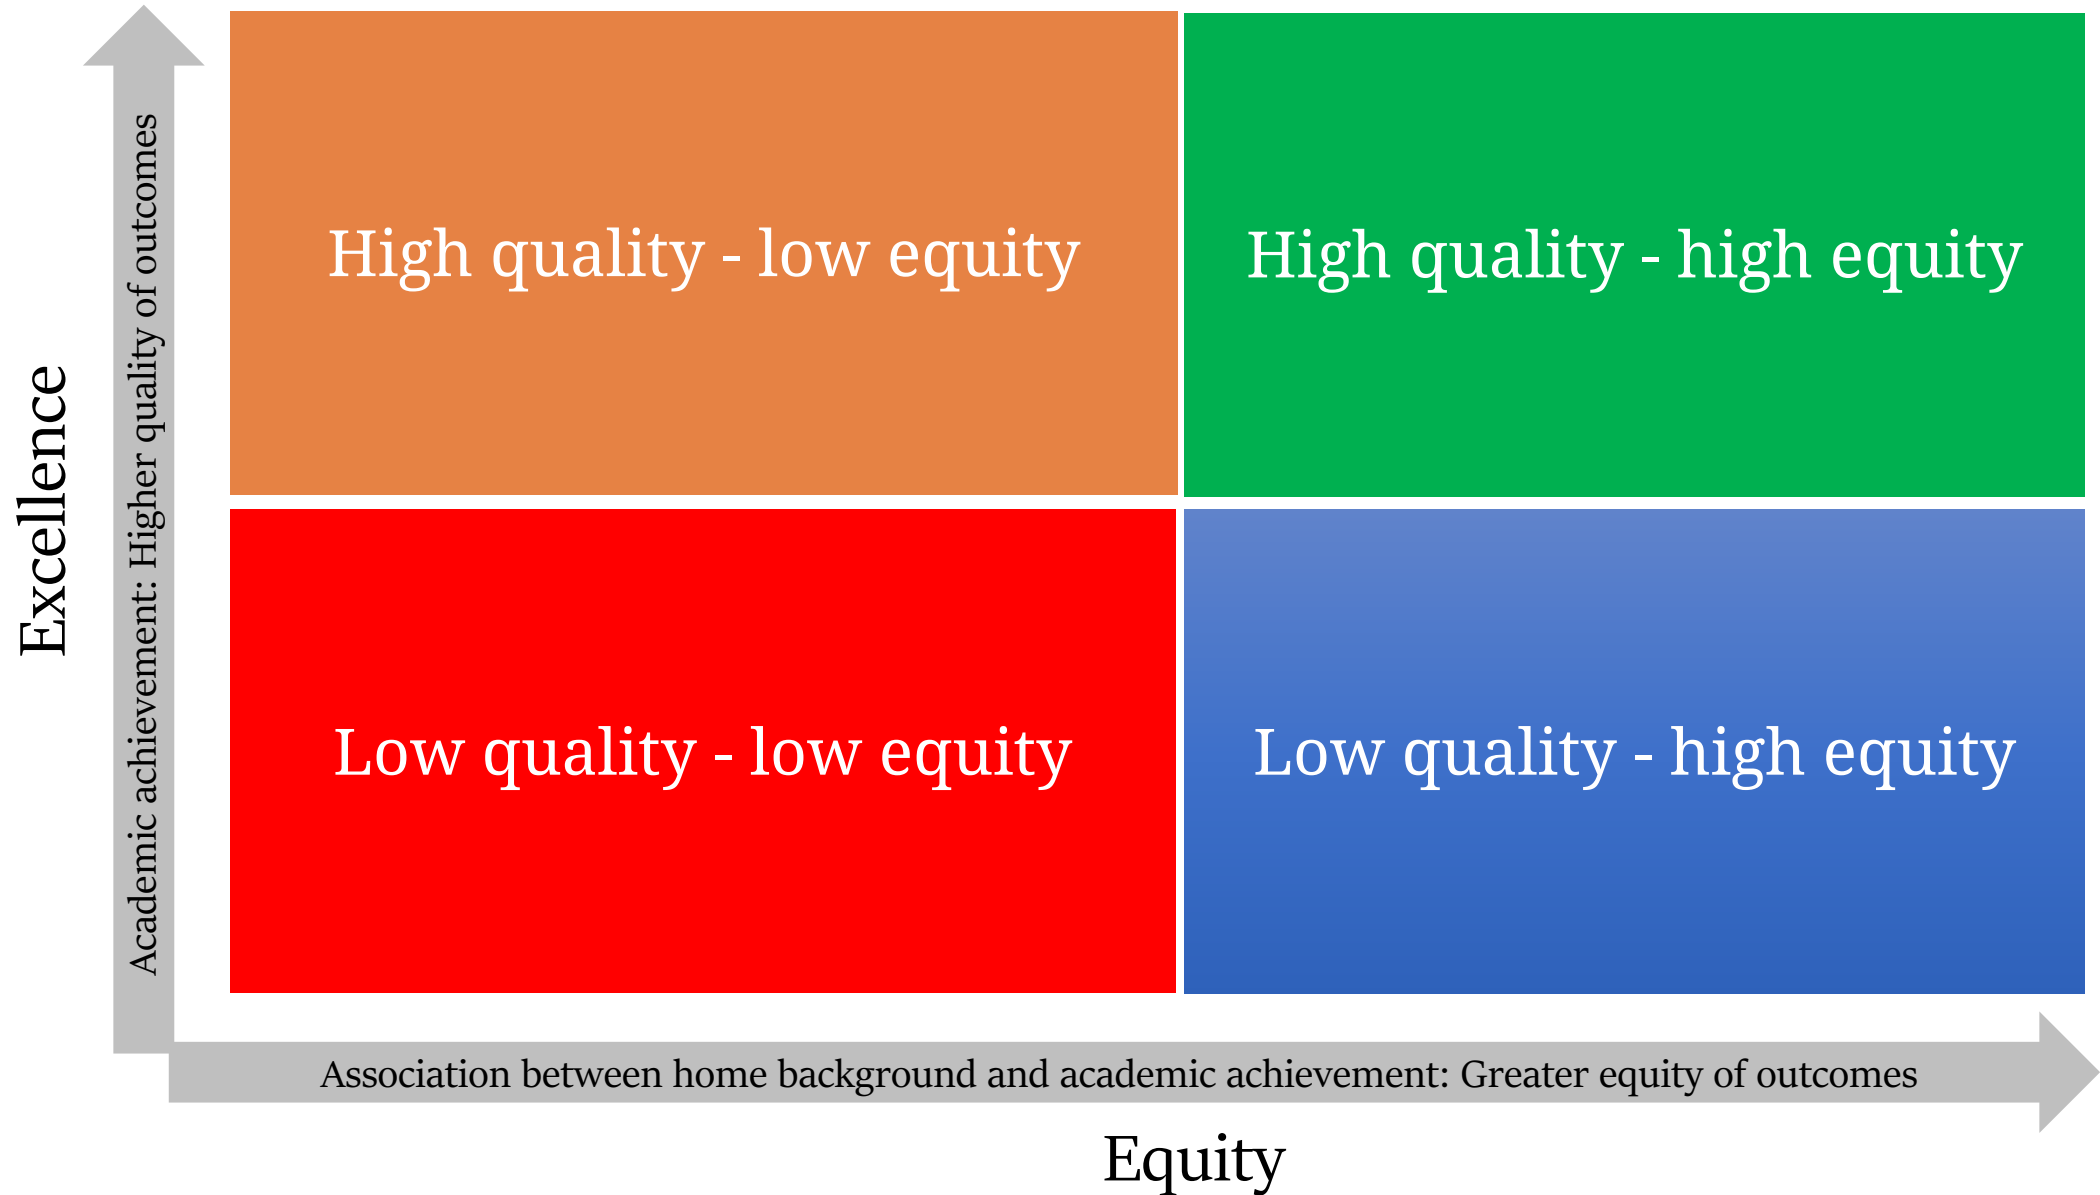 Excellence
Academic achievement: Higher quality of outcomes
High quality - low equity
High quality - high equity
Low quality - low equity
Low quality - high equity
Association between home background and academic achievement: Greater equity of outcomes
Equity